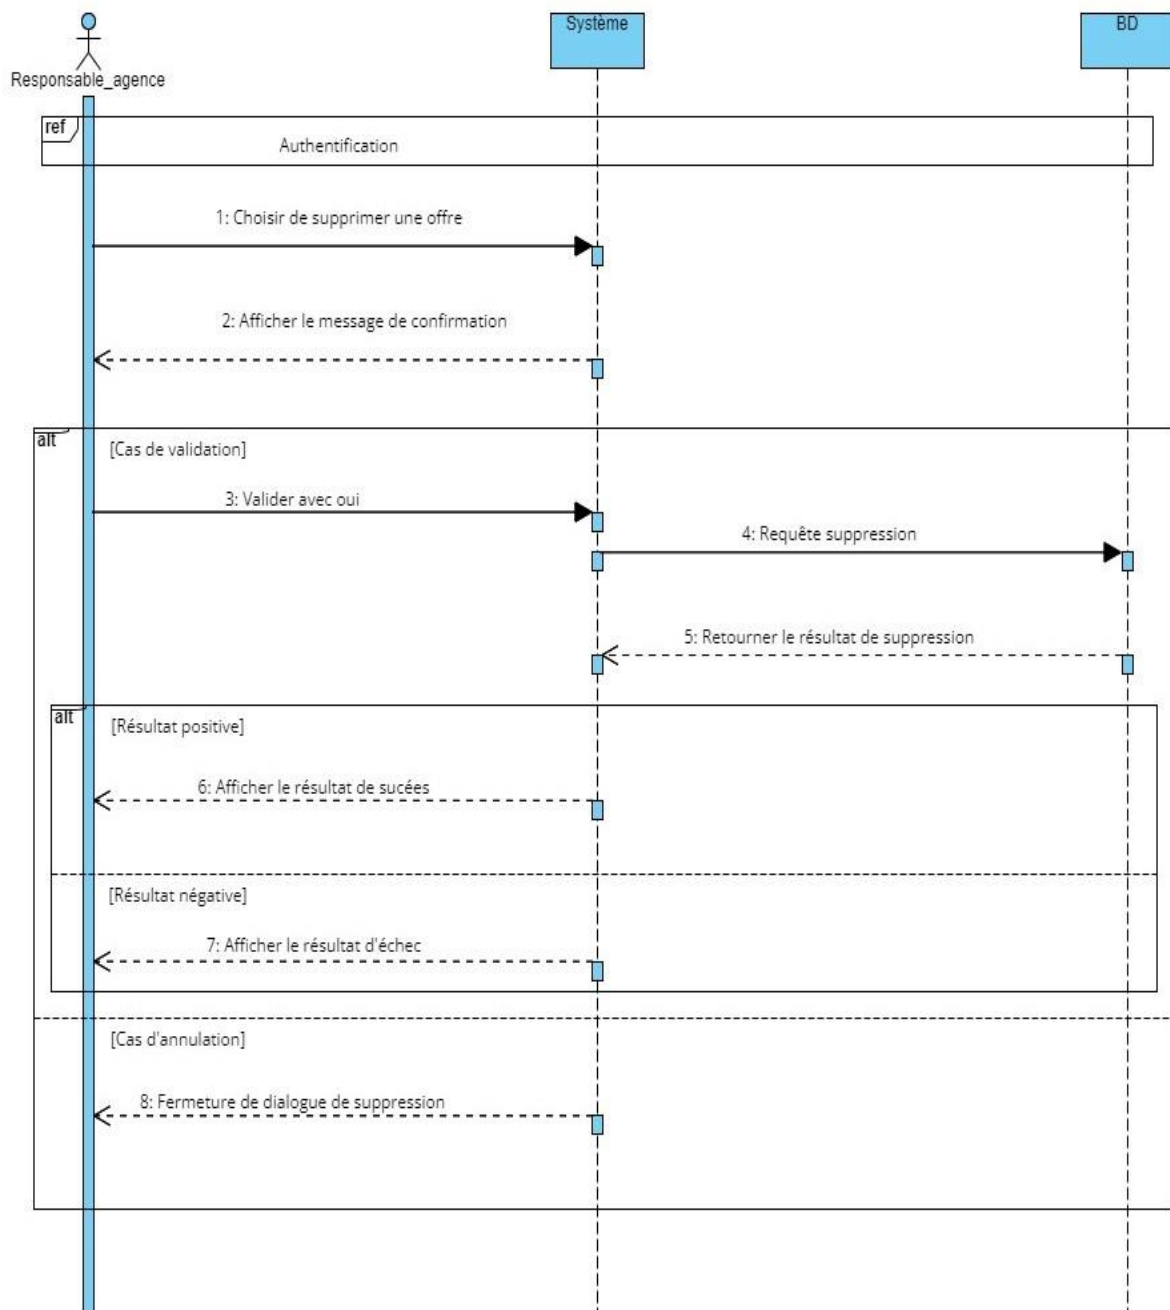 Système
BD
Responsable_agence
ref
Authentification
1: Choisir de supprimer une offre
2: Afficher le message de confirmation
alt
[Cas de validation]
3: Valider avec oui
4: Requête suppression
5: Retourner le résultat de suppression
alt
[Résultat positive]
6: Afficher le résultat de sucées
[Résultat négative]
7: Afficher le résultat d'échec
[Cas d'annulation]
8: Fermeture de dialogue de suppression